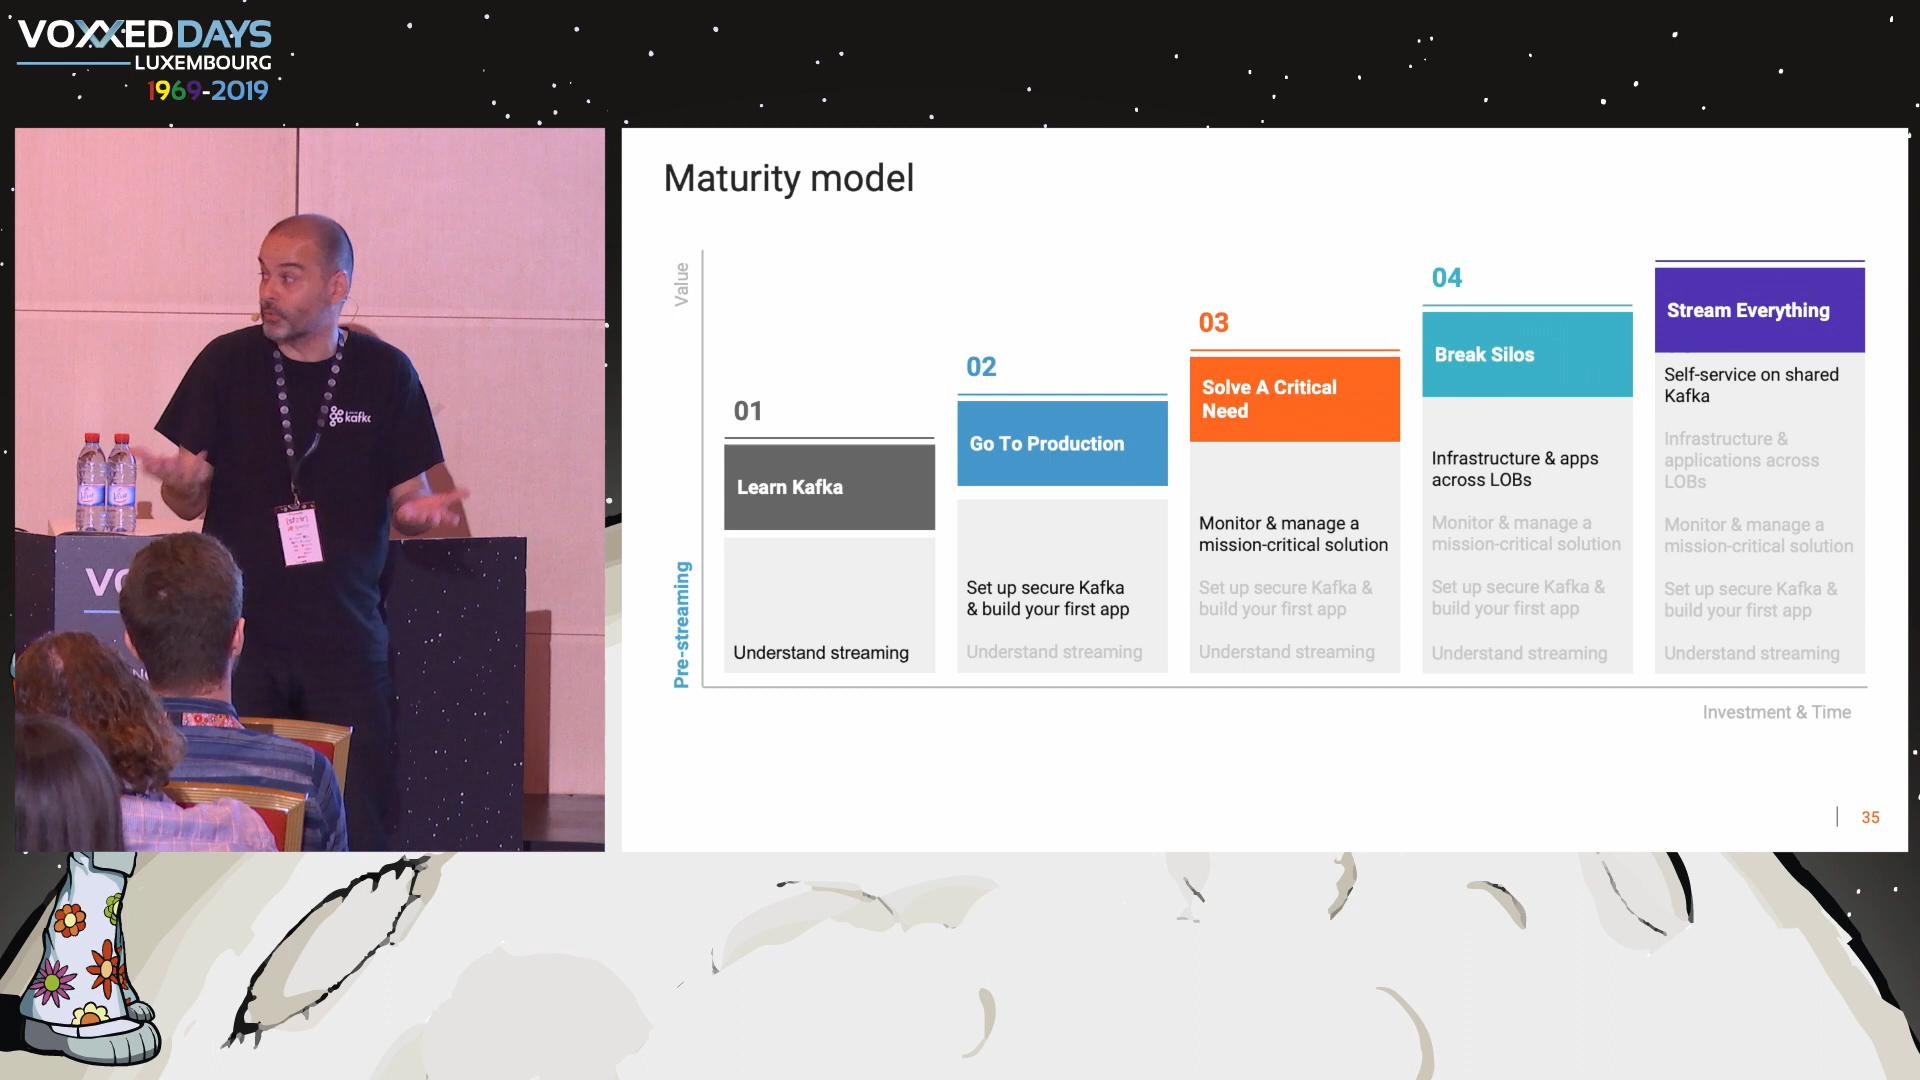 VOXXEDDAYS
LUXEMBOURG
1969-2019
kafka
Maturity model
Value
Pre-streaming
01
Learn Kafka
Understand streaming
02
Go To Production
Set up secure Kafka
& build your first app
Understand streaming
03
Solve A Critical
Need
Monitor & manage a
mission-critical solution
Set up secure Kafka &
build your first app
Understand streaming
04
Break Silos
Infrastructure & apps
across LOBs
Monitor & manage a
mission-critical solution
Set up secure Kafka &
build your first app
Understand streaming
Stream Everything
Self-service on shared
Kafka
Infrastructure &
applications across
LOBs
Monitor & manage a
mission-critical solution
Set up secure Kafka &
build your first app
Understand streaming
Investment & Time
35